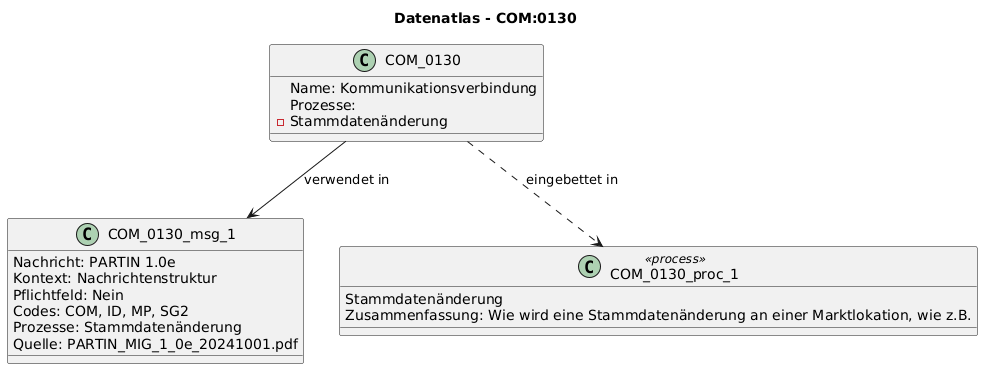 Datenatlas - COM:0130
C COM_0130
Name: Kommunikationsverbindung
Prozesse:
Stammdatenänderung
verwendet in
eingebettet in
C COM_0130_msg_1
Nachricht: PARTIN 1.0e
Kontext: Nachrichtenstruktur
Pflichtfeld: Nein
Codes: COM, ID, MP, SG2
Prozesse: Stammdatenänderung
Quelle: PARTIN_MIG_1_0e_20241001.pdf
«process»
C COM_0130_proc_1
Stammdatenänderung
Zusammenfassung: Wie wird eine Stammdatenänderung an einer Marktlokation, wie z.B.